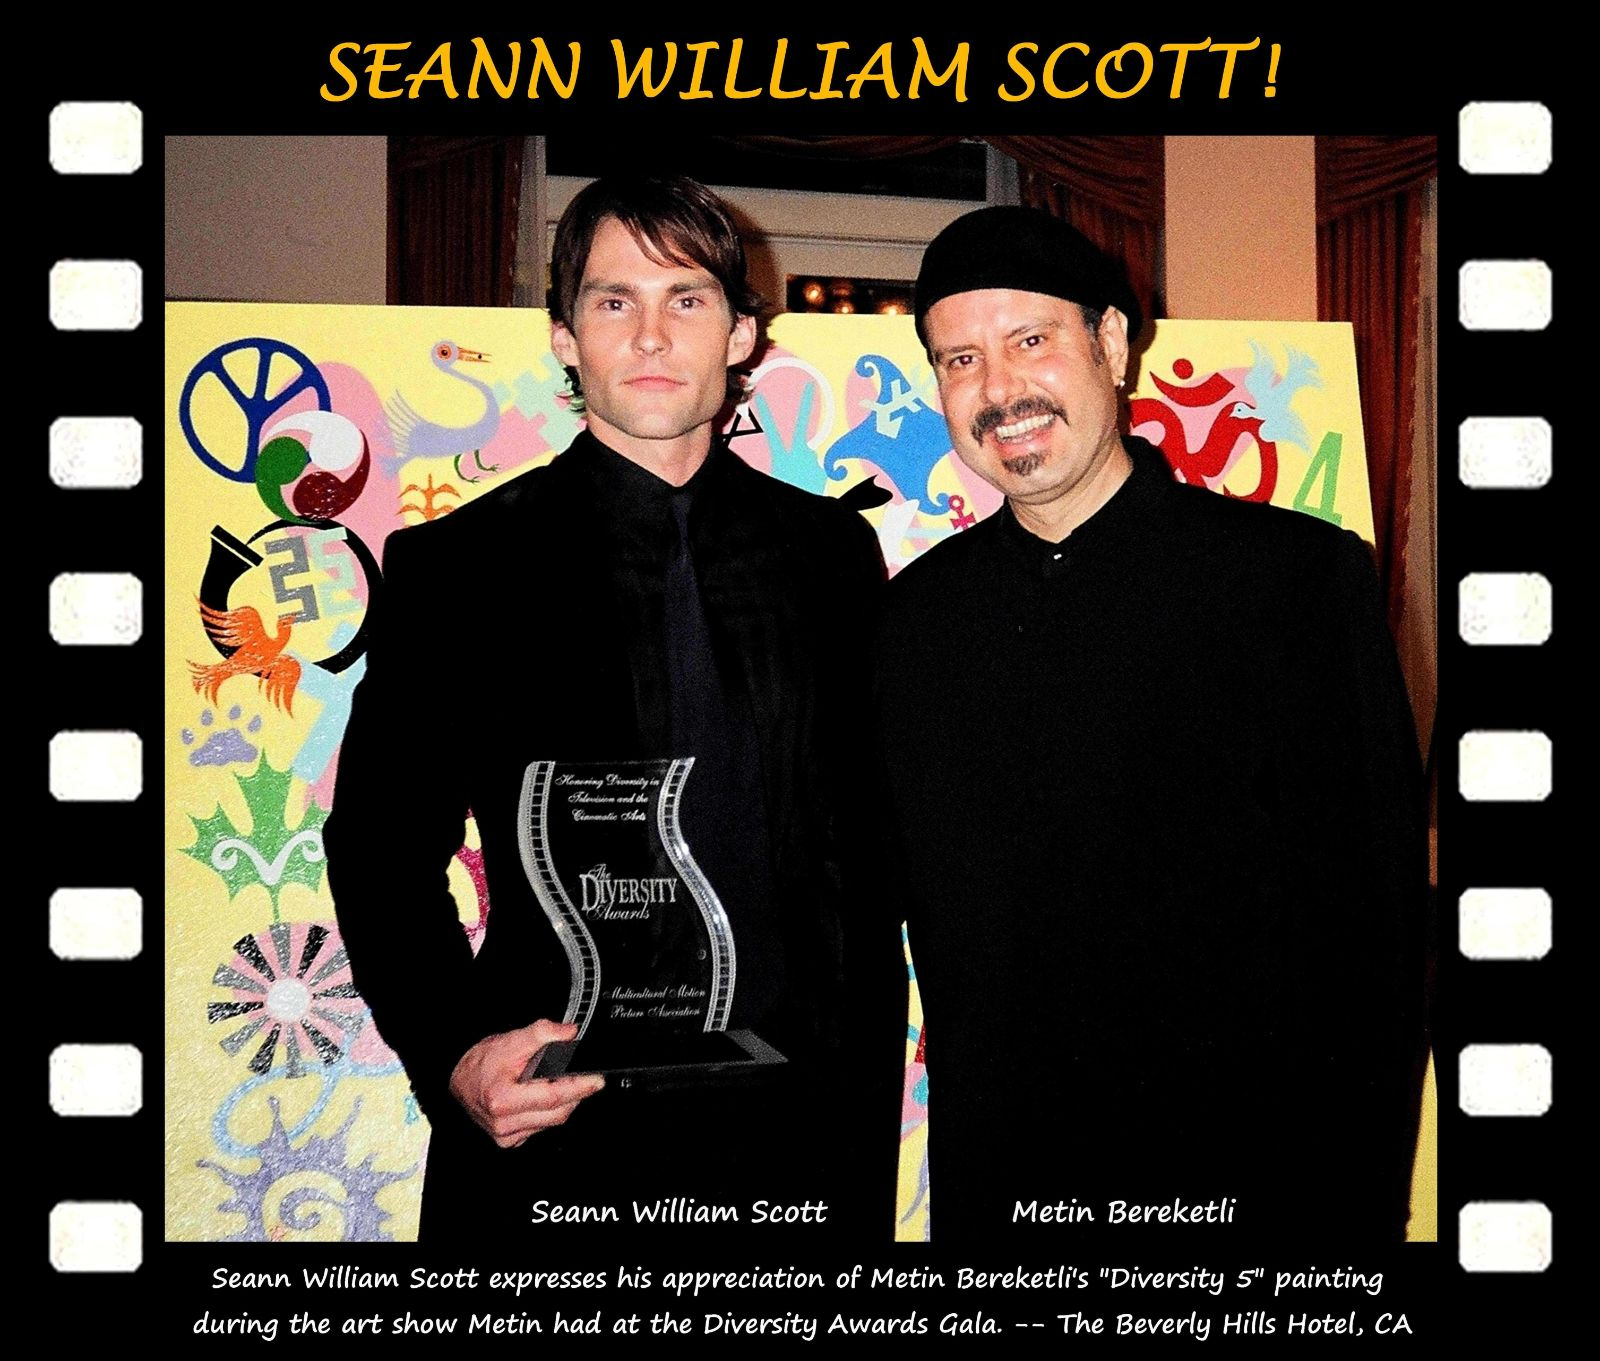 SEANN WILLIAM SCOTT!
4
Honoring Diversity in
Television and the
Cinematic Arts
The
DIVERSITY
Awards
Multicultural Motion
Picture Association
Seann William Scott
Metin Bereketli
Seann William Scott expresses his appreciation of Metin Bereketli's "Diversity 5" painting
during the art show Metin had at the Diversity Awards Gala. -- The Beverly Hills Hotel, CA